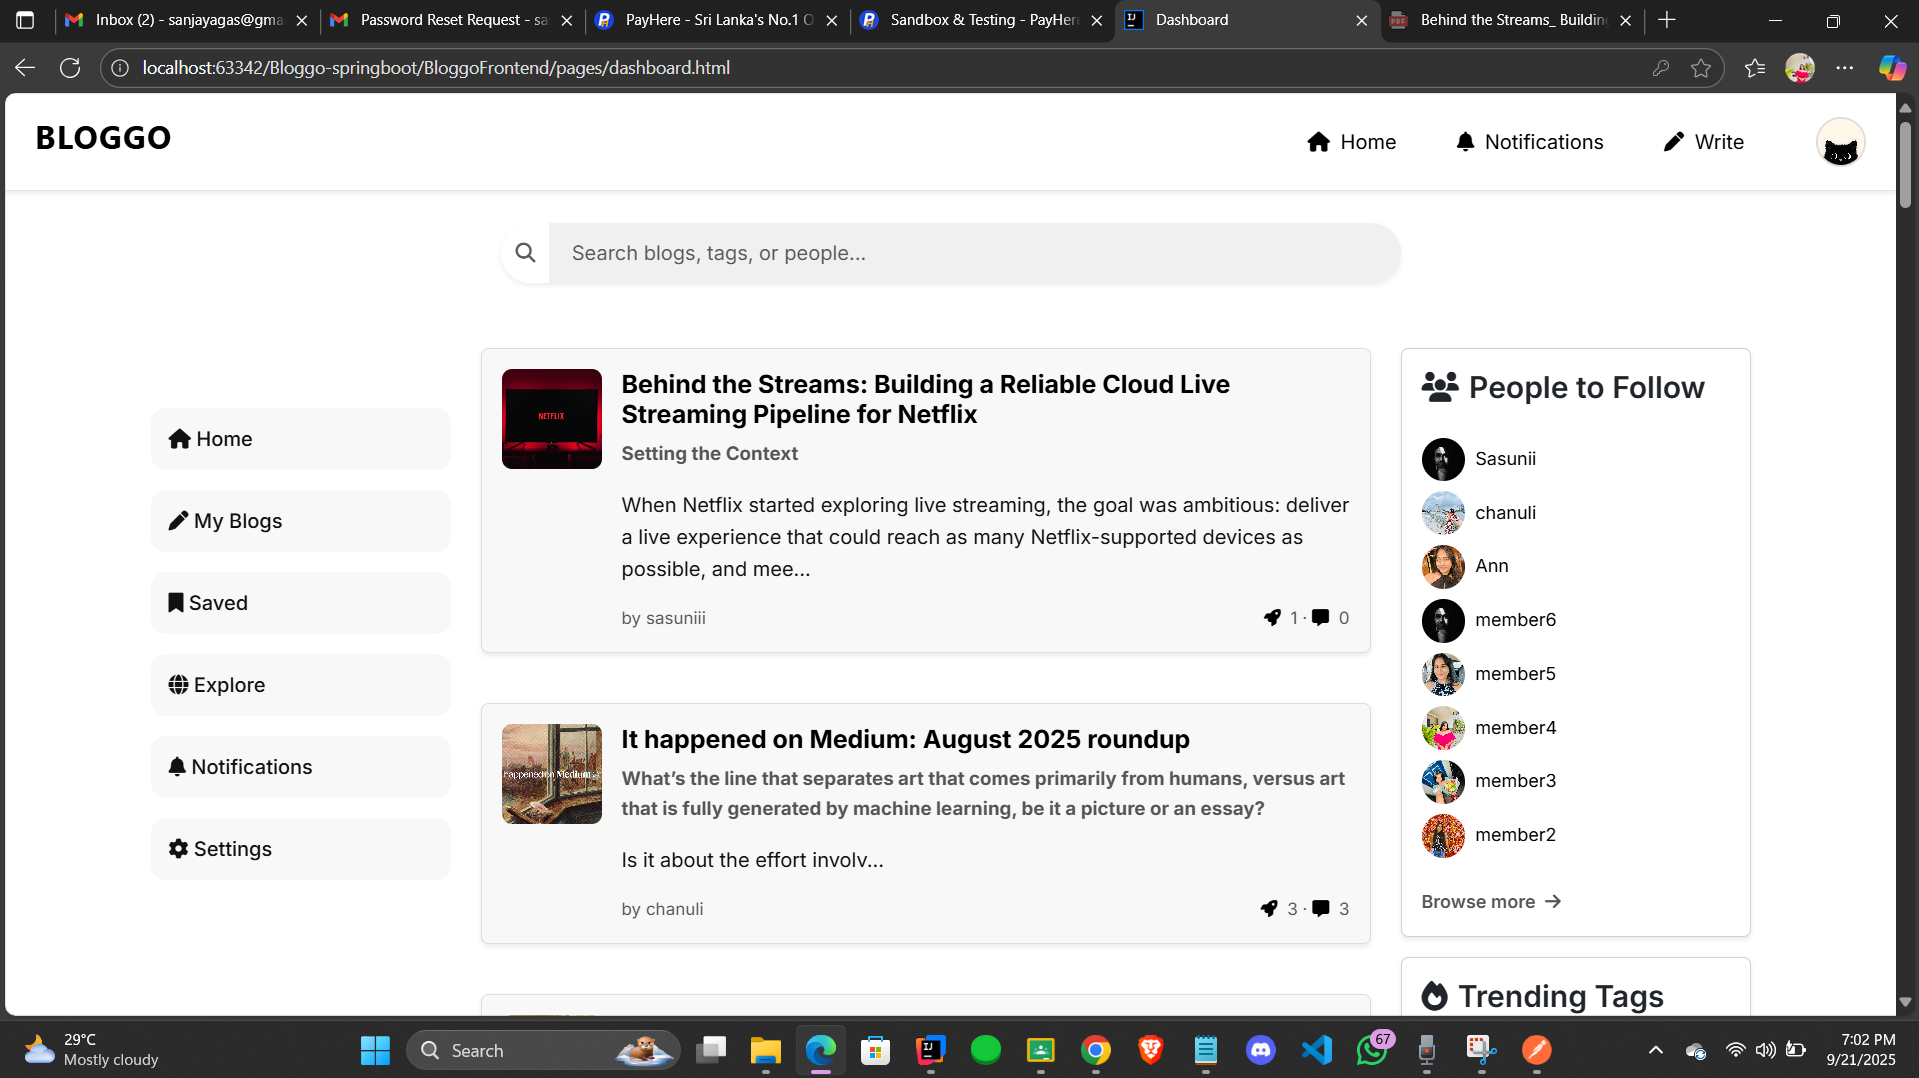 Inbox (2) - sanjayagas@gma
Password Reset Request - sa
PayHere - Sri Lanka's No.1 O
Sandbox & Testing - PayHere
Dashboard
Behind the Streams_ Building
localhost:63342/Bloggo-springboot/BloggoFrontend/pages/dashboard.html
BLOGGO
Home
Notifications
Write
Search blogs, tags, or people...
Home
My Blogs
Saved
Explore
Notifications
Settings
NETFLIX
Behind the Streams: Building a Reliable Cloud Live
Streaming Pipeline for Netflix
Setting the Context
When Netflix started exploring live streaming, the goal was ambitious: deliver
a live experience that could reach as many Netflix-supported devices as
possible, and mee...
by sasuniii
1 · 0
happened on Medium
It happened on Medium: August 2025 roundup
What's the line that separates art that comes primarily from humans, versus art
that is fully generated by machine learning, be it a picture or an essay?
Is it about the effort involv...
by chanuli
3 · 3
People to Follow
Sasunii
chanuli
Ann
member6
member5
member4
member3
member2
Browse more →
Trending Tags
29°C
Mostly cloudy
Search
67
7:02 PM
9/21/2025